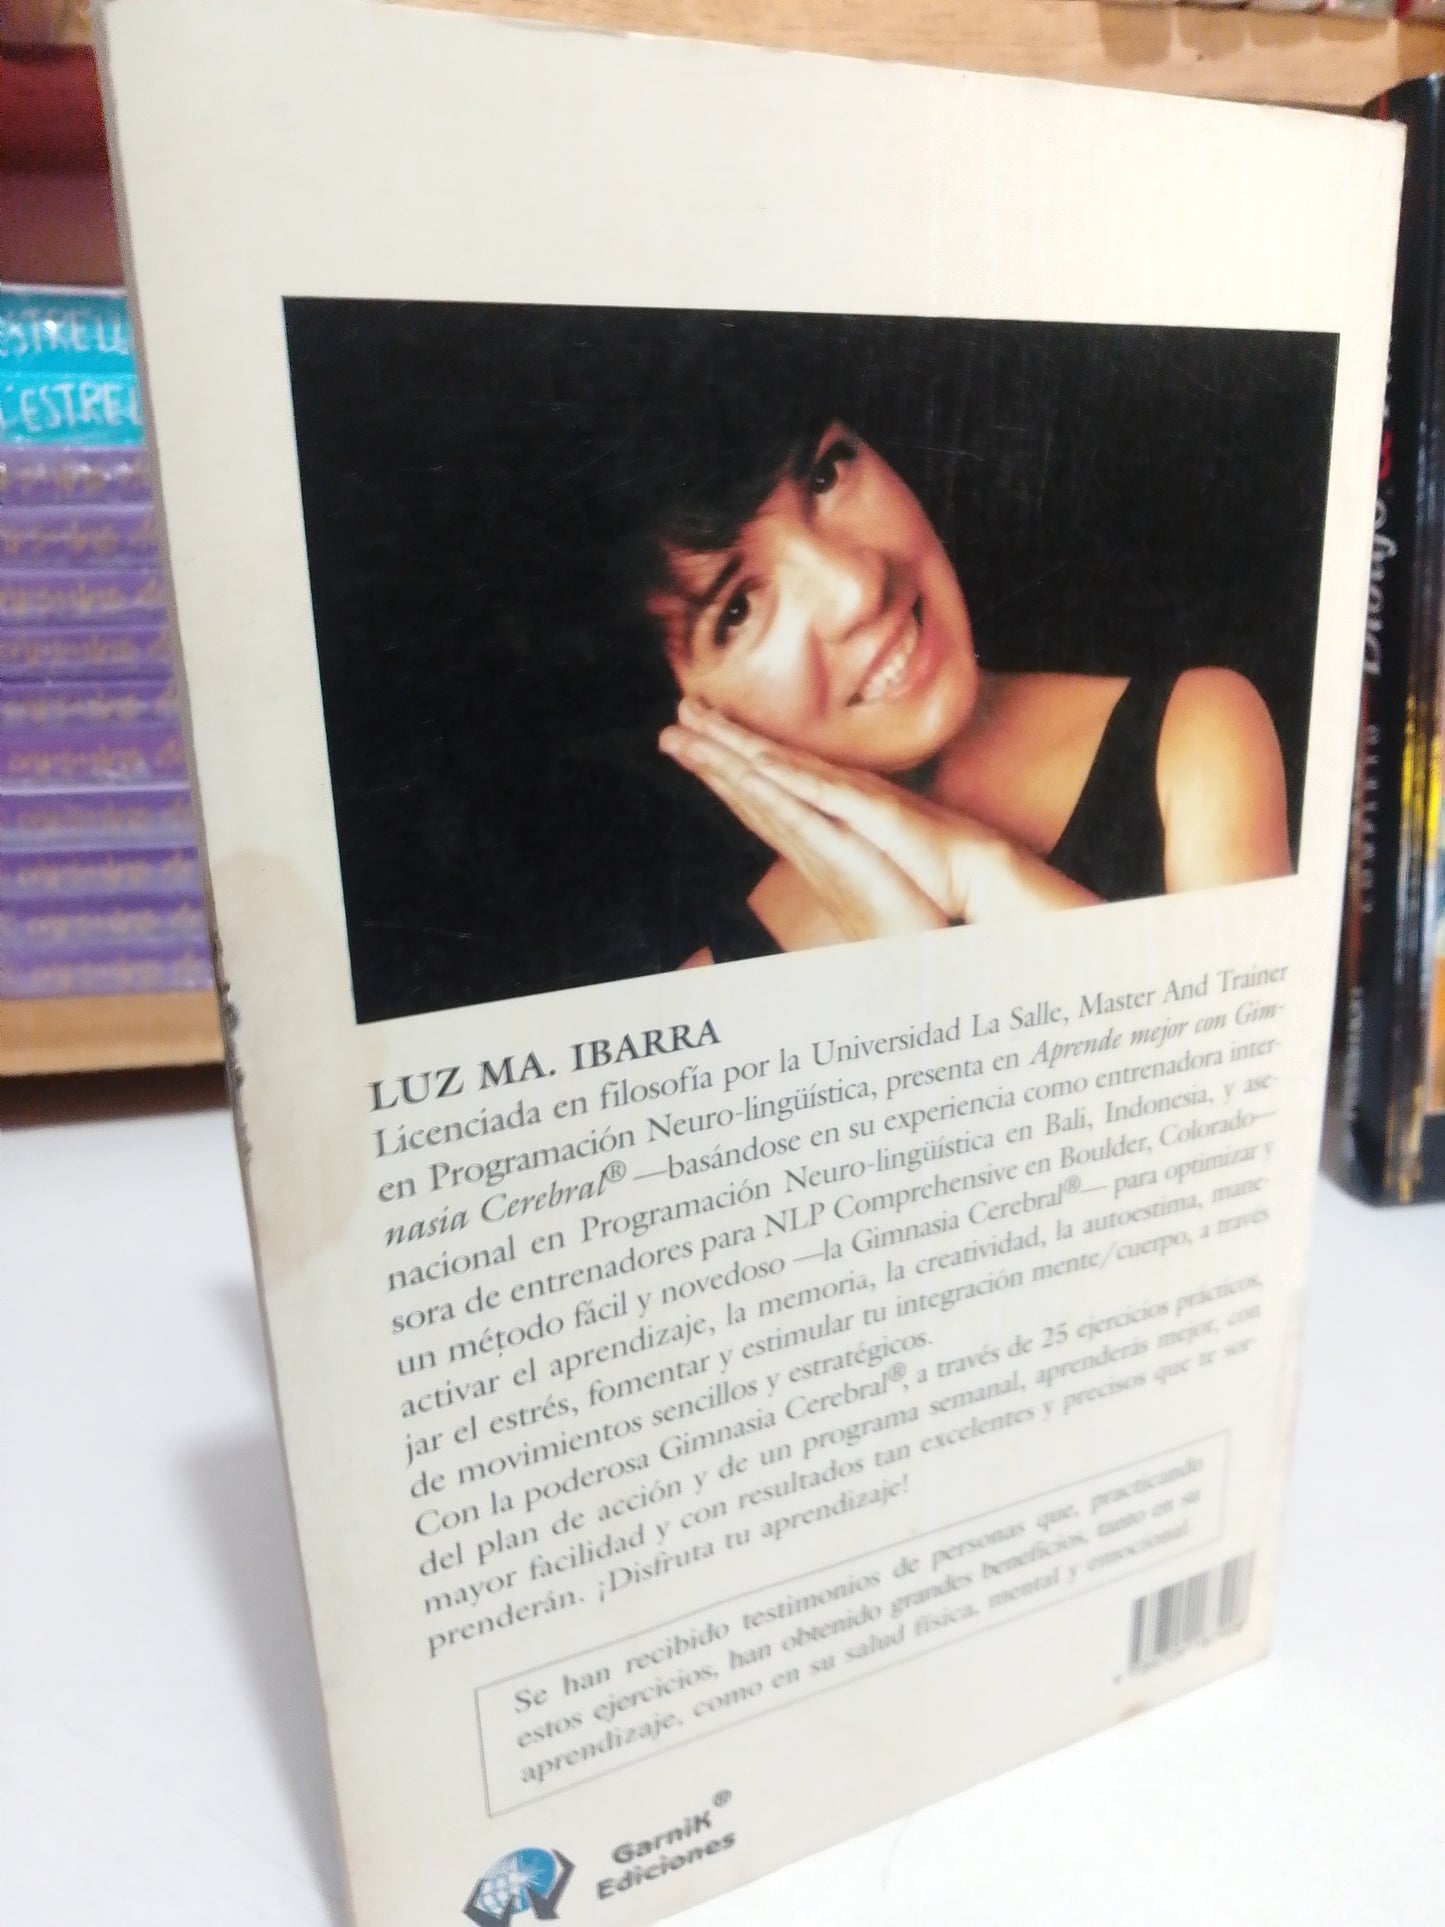 LUZ MA. IBARRA
Licenciada en filosofía por la Universidad La Salle, Master And Trainer
en Programación Neuro-lingüística, presenta en Aprende mejor con Gim-
nasia Cerebral® —basándose en su experiencia como entrenadora inter-
nacional en Programación Neuro-lingüística en Bali, Indonesia, y ase-
sora de entrenadores para NLP Comprehensive en Boulder, Colorado—
un método fácil y novedoso —la Gimnasia Cerebral®— para optimizar y
activar el aprendizaje, la memoria, la creatividad, la autoestima, mane-
jar el estrés, fomentar y estimular tu integración mente/cuerpo, a través
de movimientos sencillos y estratégicos.
Con la poderosa Gimnasia Cerebral®, a través de 25 ejercicios prácticos,
del plan de acción y de un programa semanal, aprenderás mejor, con
mayor facilidad y con resultados tan excelentes y precisos que te sor-
prenderán. ¡Disfruta tu aprendizaje!
Se han recibido testimonios de personas que, practicando
estos ejercicios, han obtenido grandes beneficios, tanto en su
aprendizaje, como en su salud física, mental y emocional.
GarniK®
Ediciones
ESTREL
ESTREL